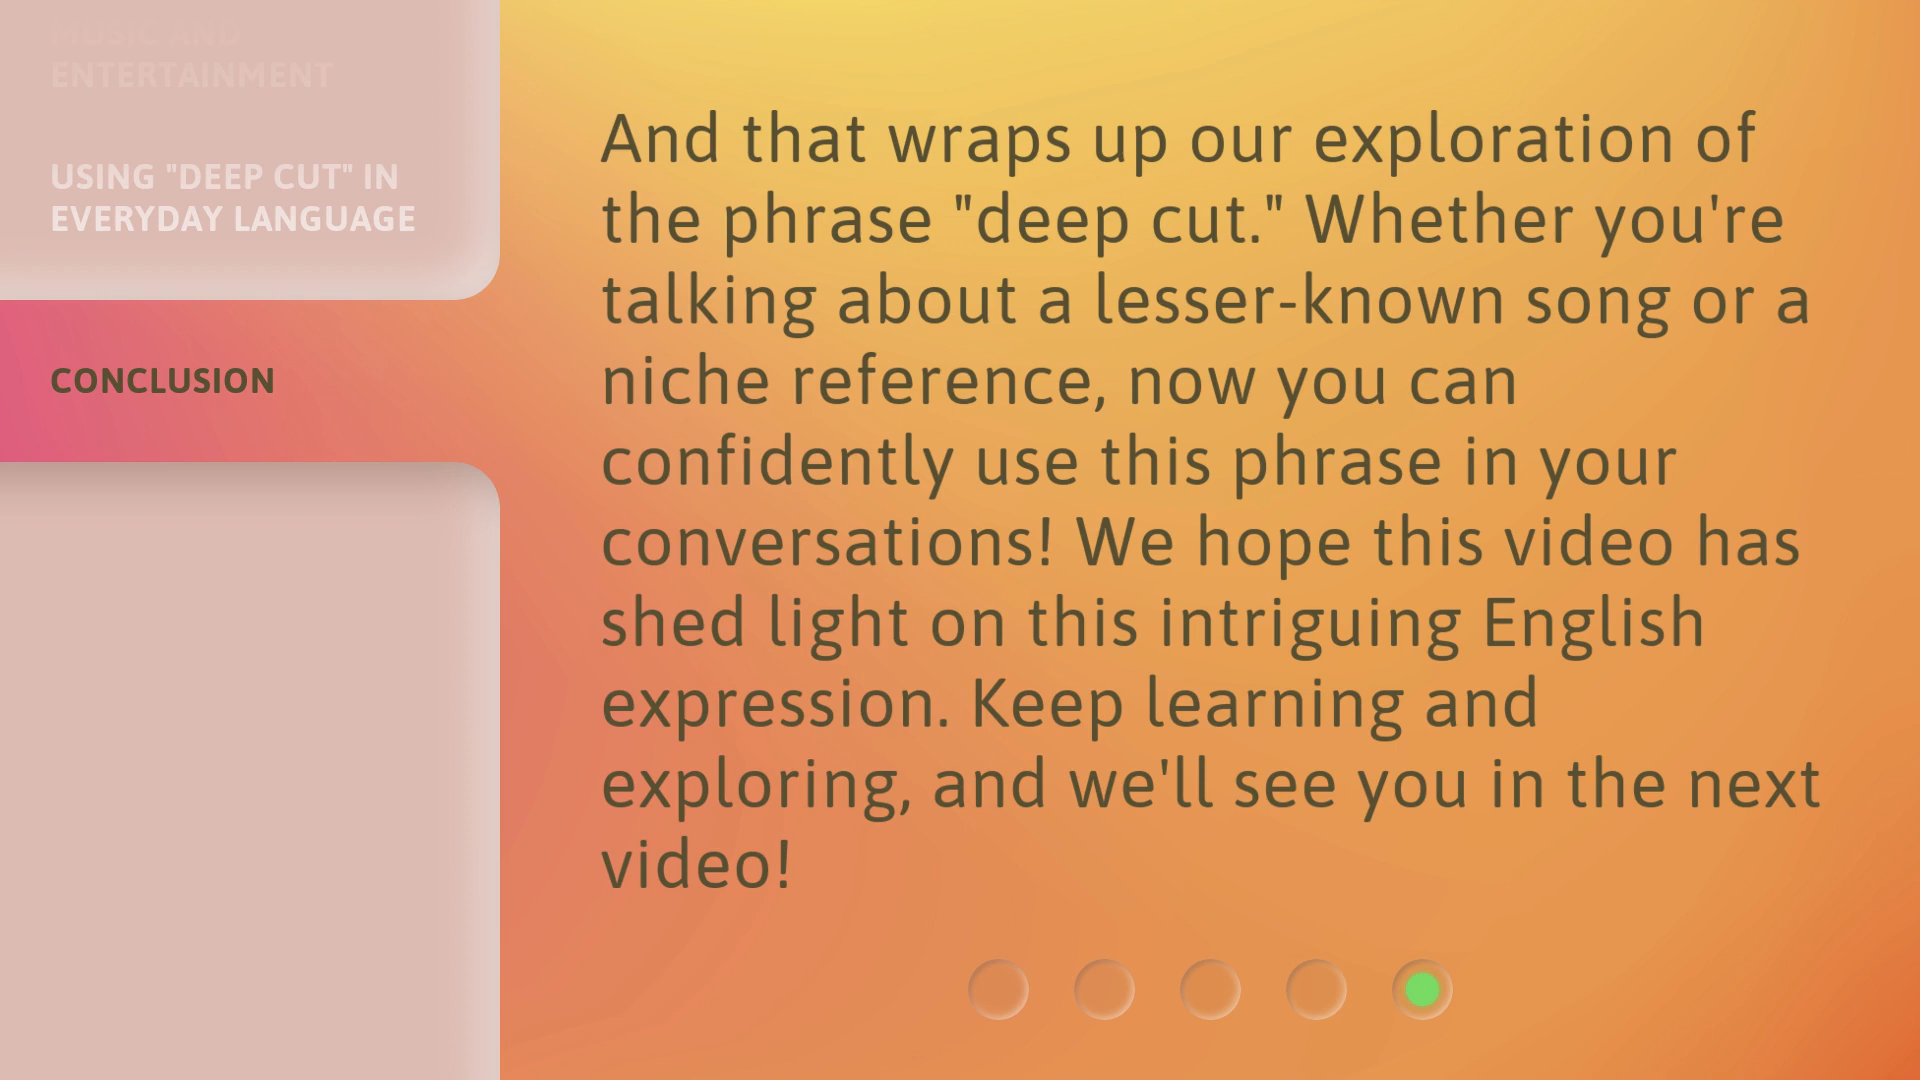 MUSIC AND
ENTERTAINMENT
USING "DEEP CUT" IN
EVERYDAY LANGUAGE
CONCLUSION
And that wraps up our exploration of
the phrase "deep cut." Whether you're
talking about a lesser-known song or a
niche reference, now you can
confidently use this phrase in your
conversations! We hope this video has
shed light on this intriguing English
expression. Keep learning and
exploring, and we'll see you in the next
video!